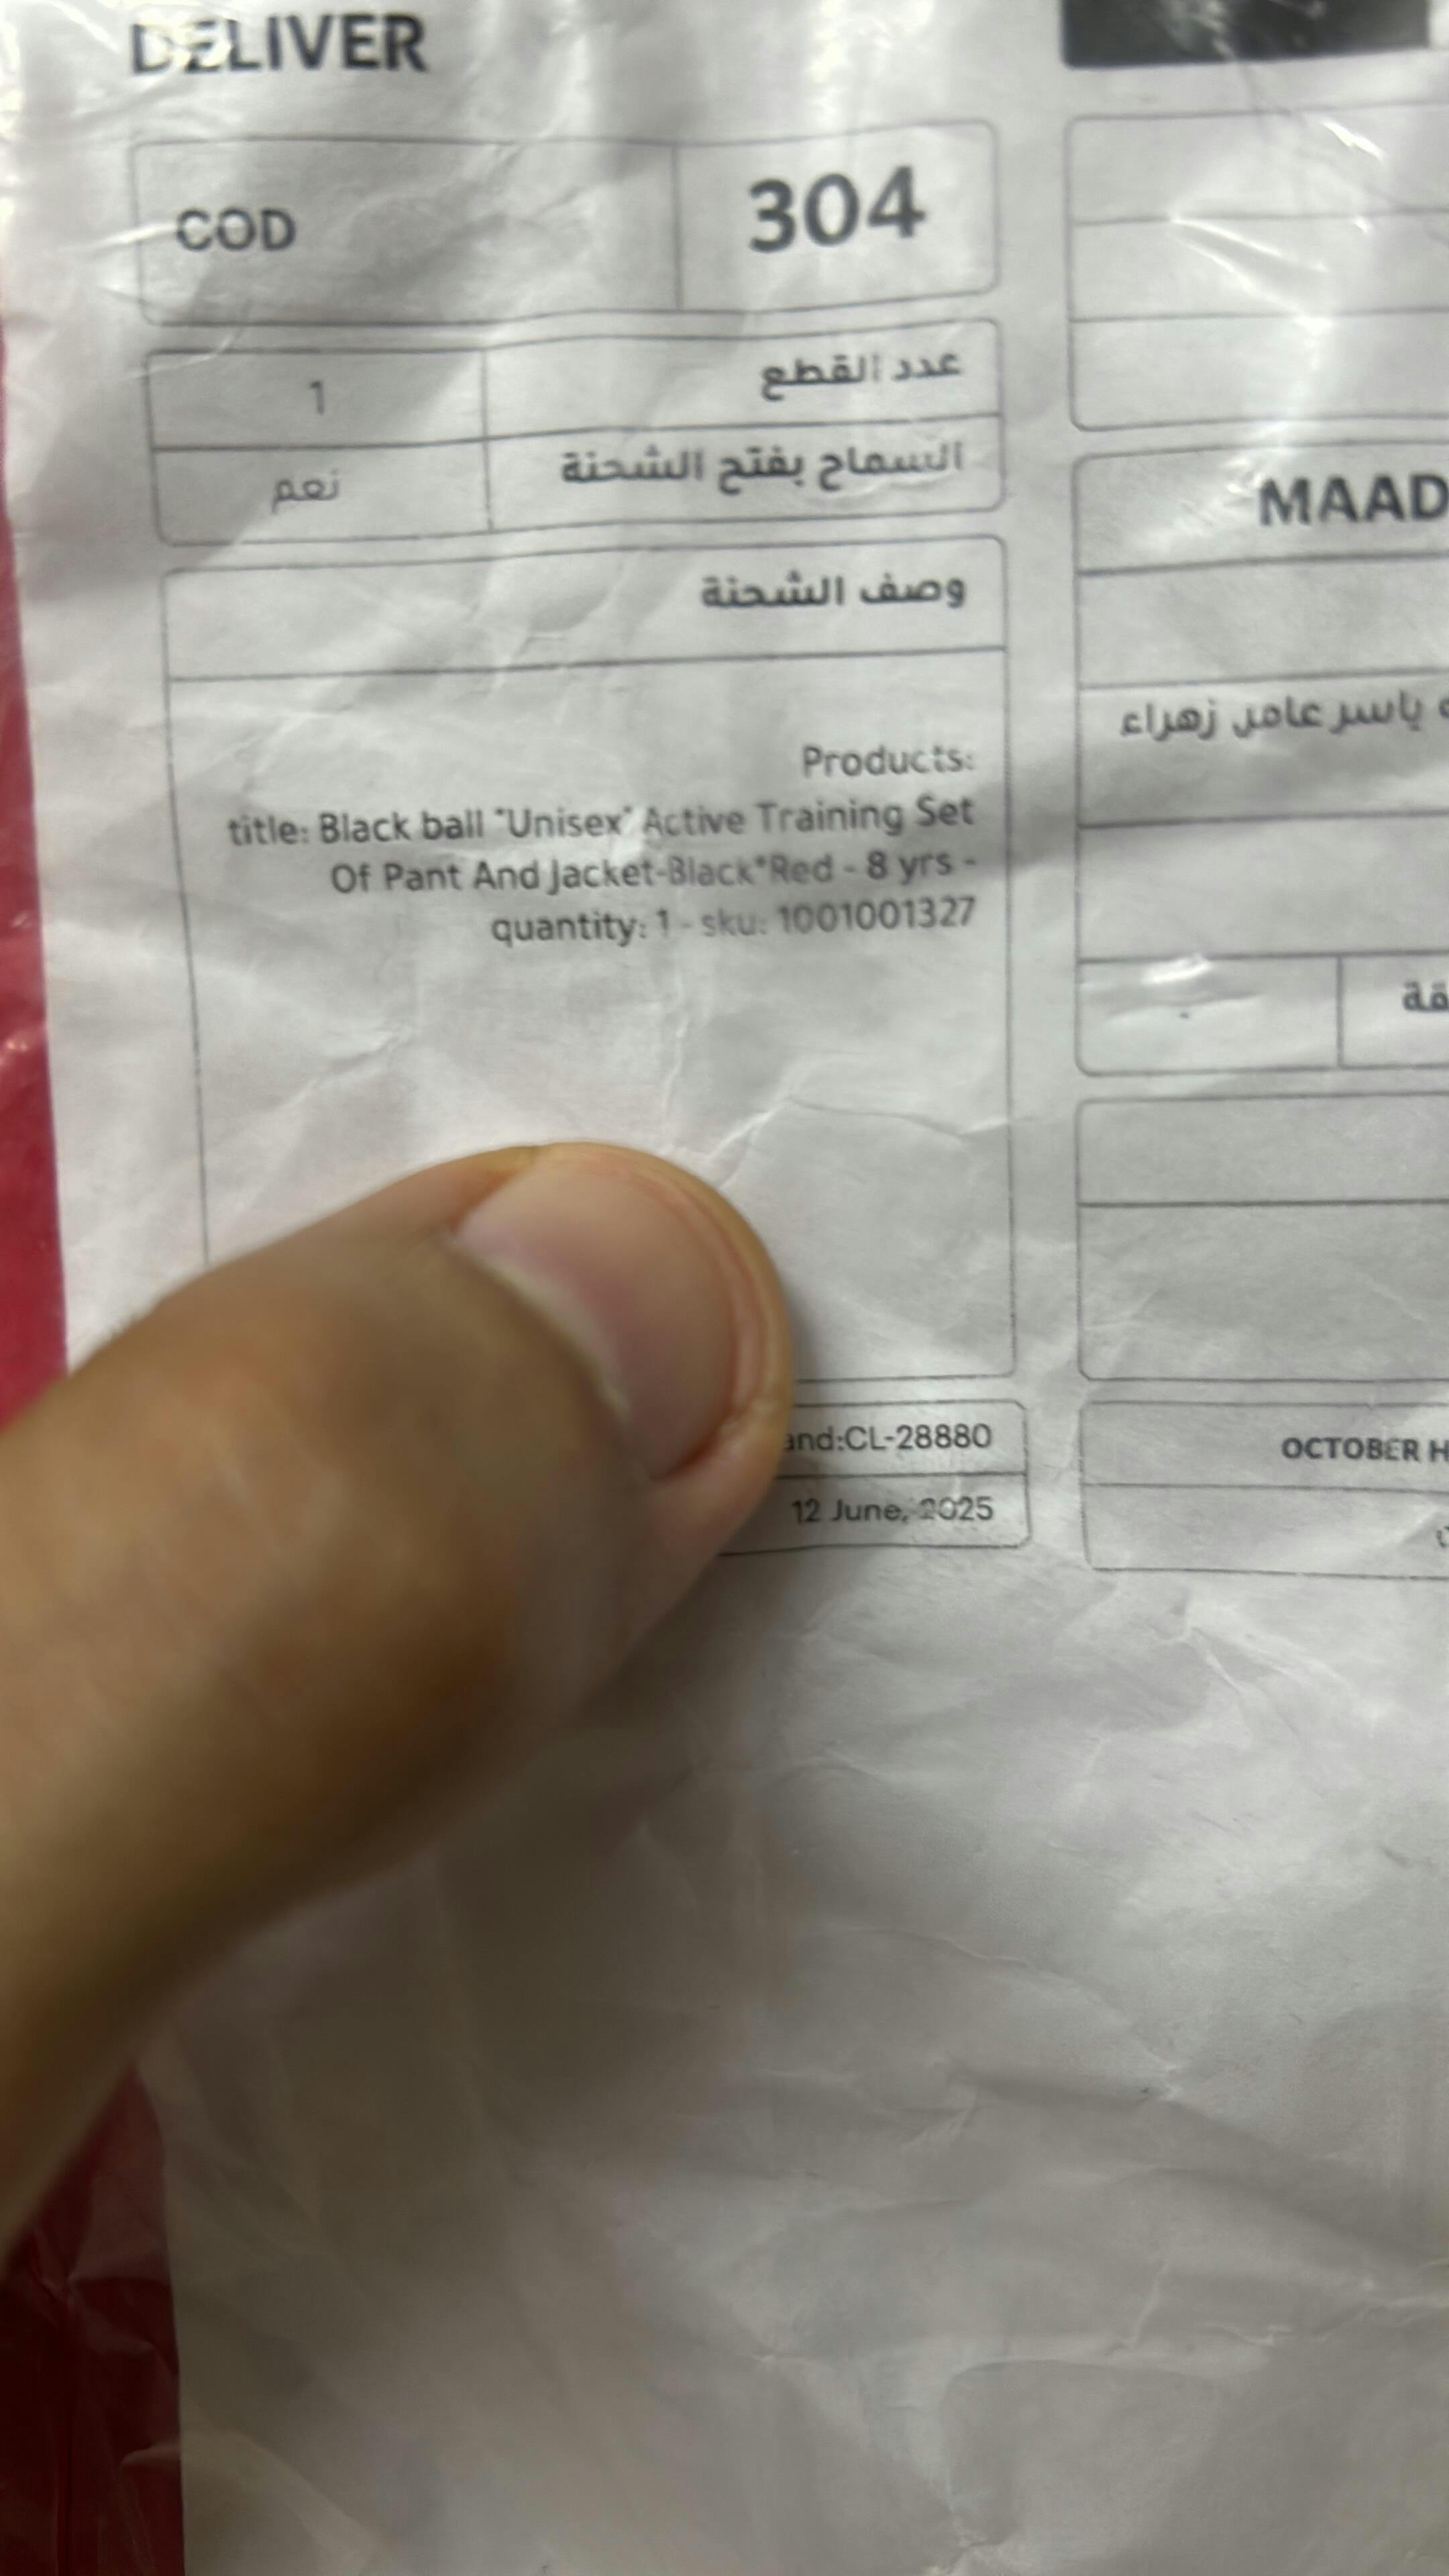 DELIVER
COD
304
عدد القطع
1
السماح بفتح الشحنة
نعم
وصف الشحنة
Products:
title: Black ball "Unisex" Active Training Set
Of Pant And Jacket-Black*Red - 8 yrs -
quantity: 1 - sku: 1001001327
and:CL-28880
12 June, 2025
MAAD
ياسر عامر زهراء
قة
OCTOBER H